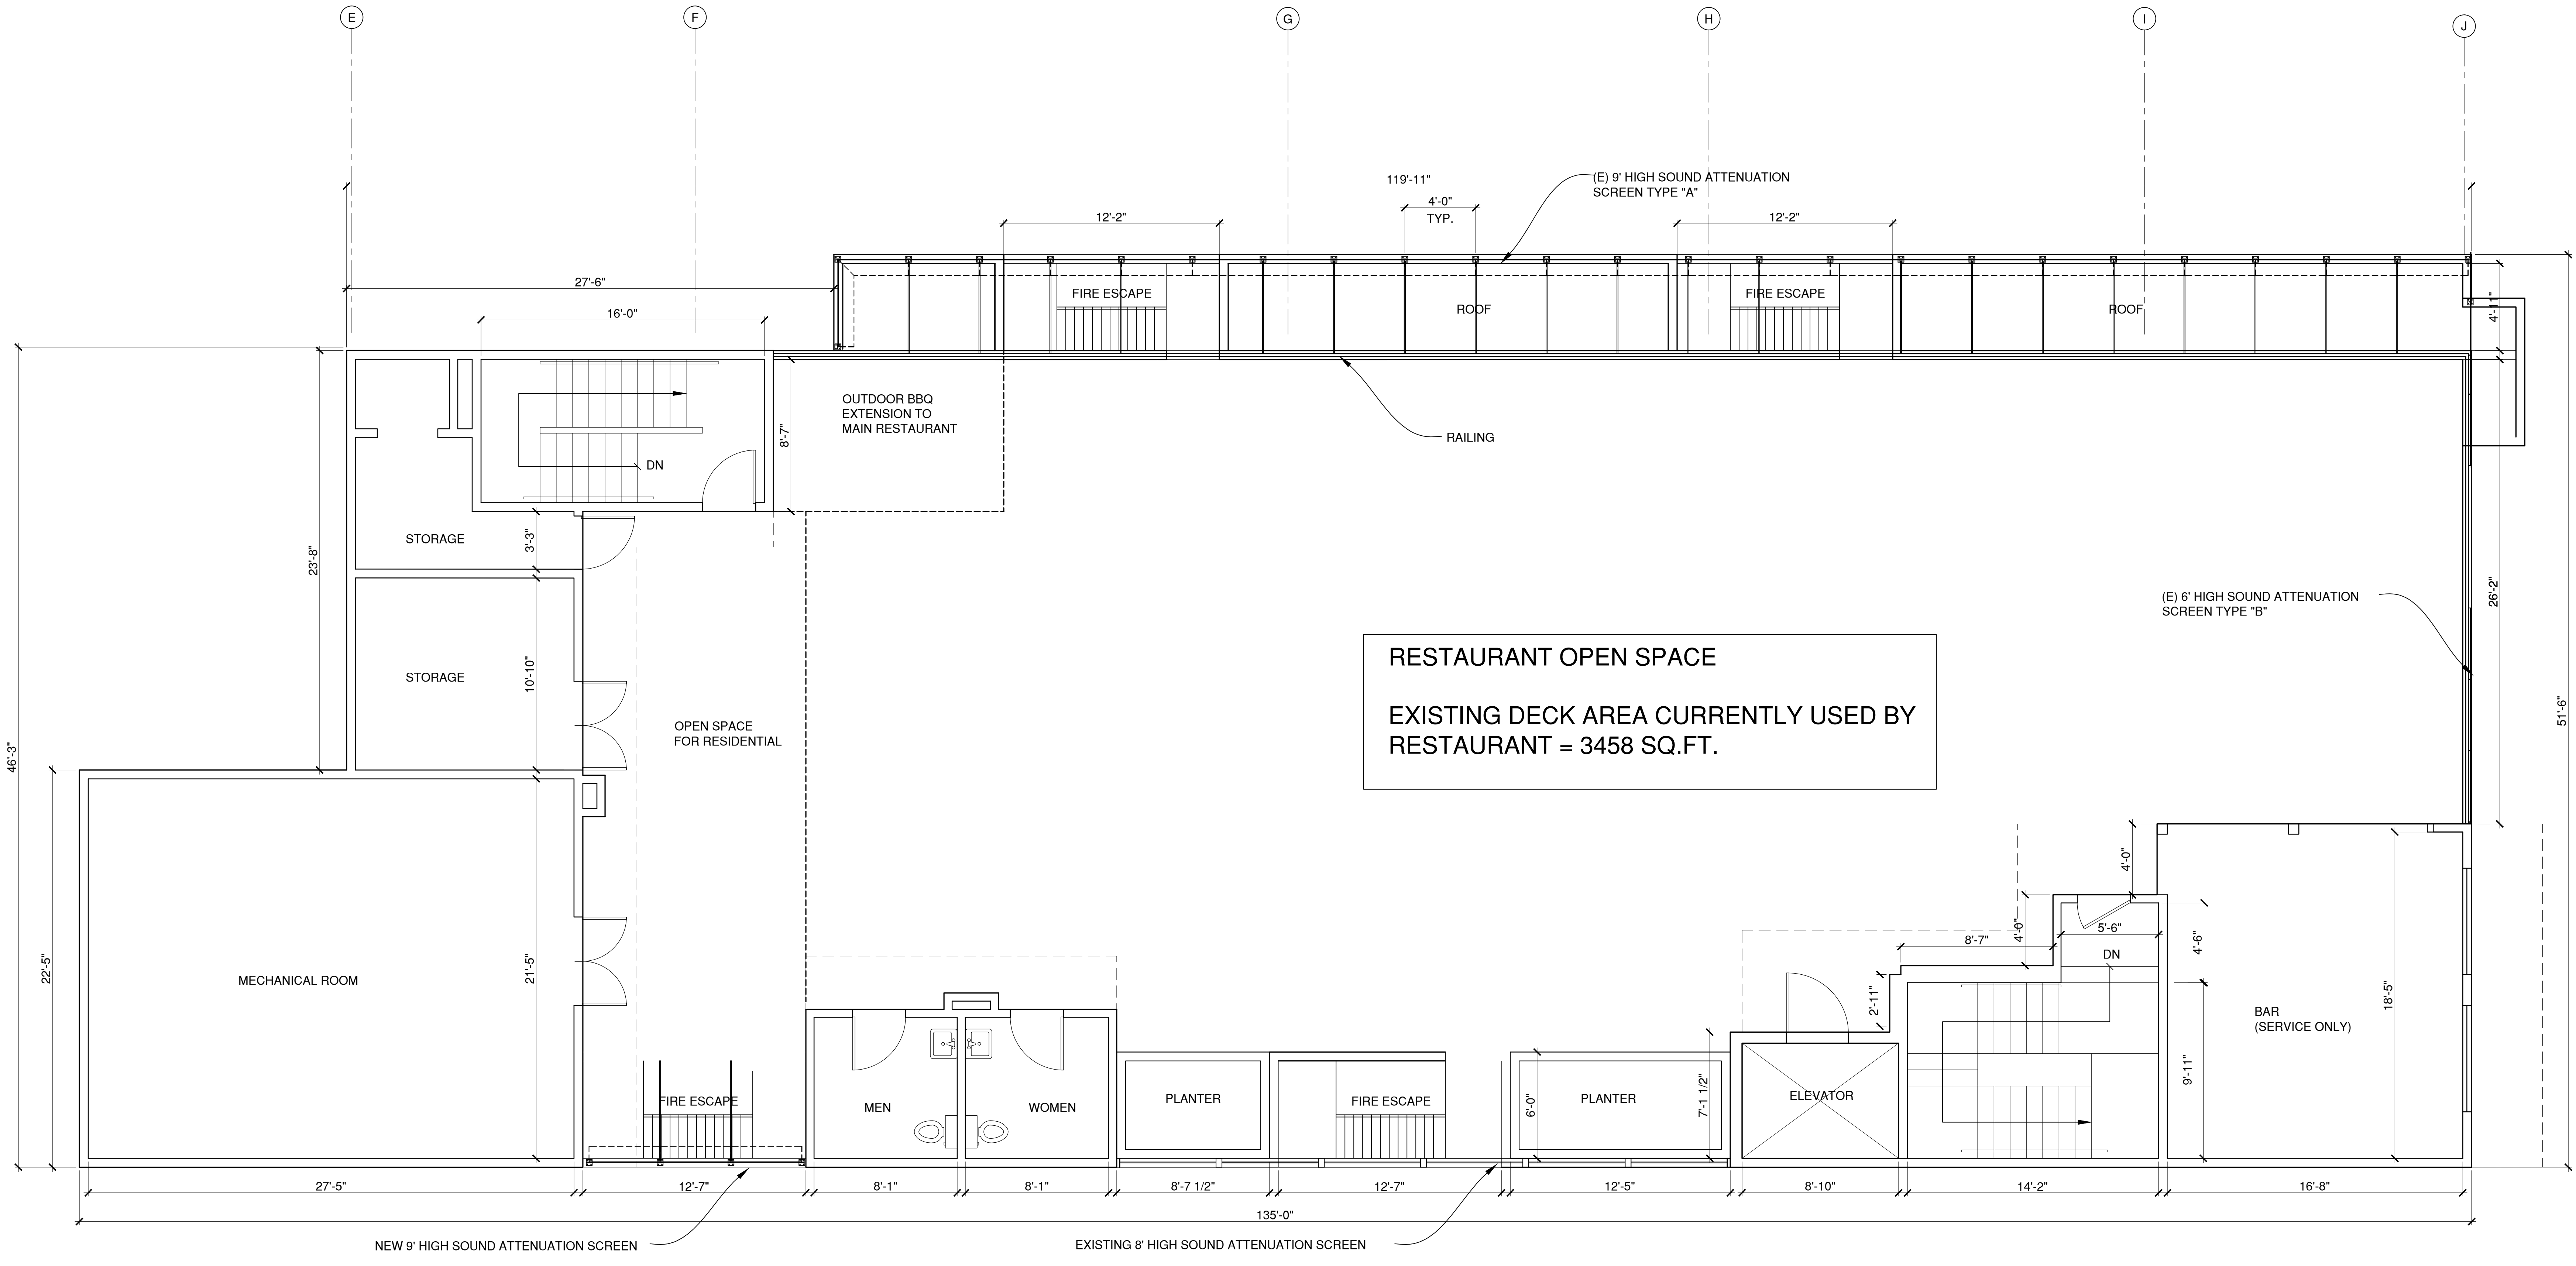 E
F
G
H
I
J
119'-11"
(E) 9' HIGH SOUND ATTENUATION
SCREEN TYPE "A"
4'-0"
TYP.
12'-2"
12'-2"
27'-6"
16'-0"
FIRE ESCAPE
ROOF
FIRE ESCAPE
ROOF
4'-11"
OUTDOOR BBQ
EXTENSION TO
MAIN RESTAURANT
8'-7"
RAILING
DN
STORAGE
3'-3"
23'-8"
26'-2"
(E) 6' HIGH SOUND ATTENUATION
SCREEN TYPE "B"
RESTAURANT OPEN SPACE
EXISTING DECK AREA CURRENTLY USED BY
RESTAURANT = 3458 SQ.FT.
STORAGE
10'-10"
OPEN SPACE
FOR RESIDENTIAL
46'-3"
51'-6"
4'-0"
4'-0"
8'-7"
5'-6"
4'-6"
DN
22'-5"
MECHANICAL ROOM
21'-5"
2'-11"
18'-5"
BAR
(SERVICE ONLY)
9'-11"
FIRE ESCAPE
MEN
WOMEN
PLANTER
FIRE ESCAPE
6'-0"
PLANTER
7'-1 1/2"
ELEVATOR
27'-5"
12'-7"
8'-1"
8'-1"
8'-7 1/2"
12'-7"
12'-5"
8'-10"
14'-2"
16'-8"
135'-0"
NEW 9' HIGH SOUND ATTENUATION SCREEN
EXISTING 8' HIGH SOUND ATTENUATION SCREEN